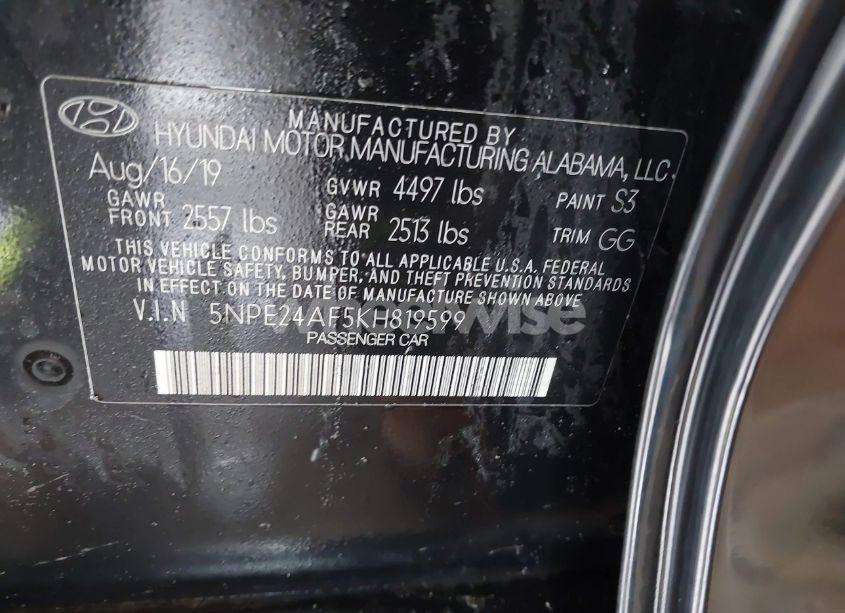 MANUFACTURED BY
HYUNDAI MOTOR MANUFACTURING ALABAMA, LLC.
Aug/16/19 GVWR 4497 lbs PAINT S3
GAWR FRONT 2557 lbs GAWR REAR 2513 lbs TRIM GG
THIS VEHICLE CONFORMS TO ALL APPLICABLE U.S.A. FEDERAL
MOTOR VEHICLE SAFETY, BUMPER, AND THEFT PREVENTION STANDARDS
IN EFFECT ON THE DATE OF MANUFACTURE SHOWN ABOVE.
V.I.N 5NPE24AF5KH819599
PASSENGER CAR